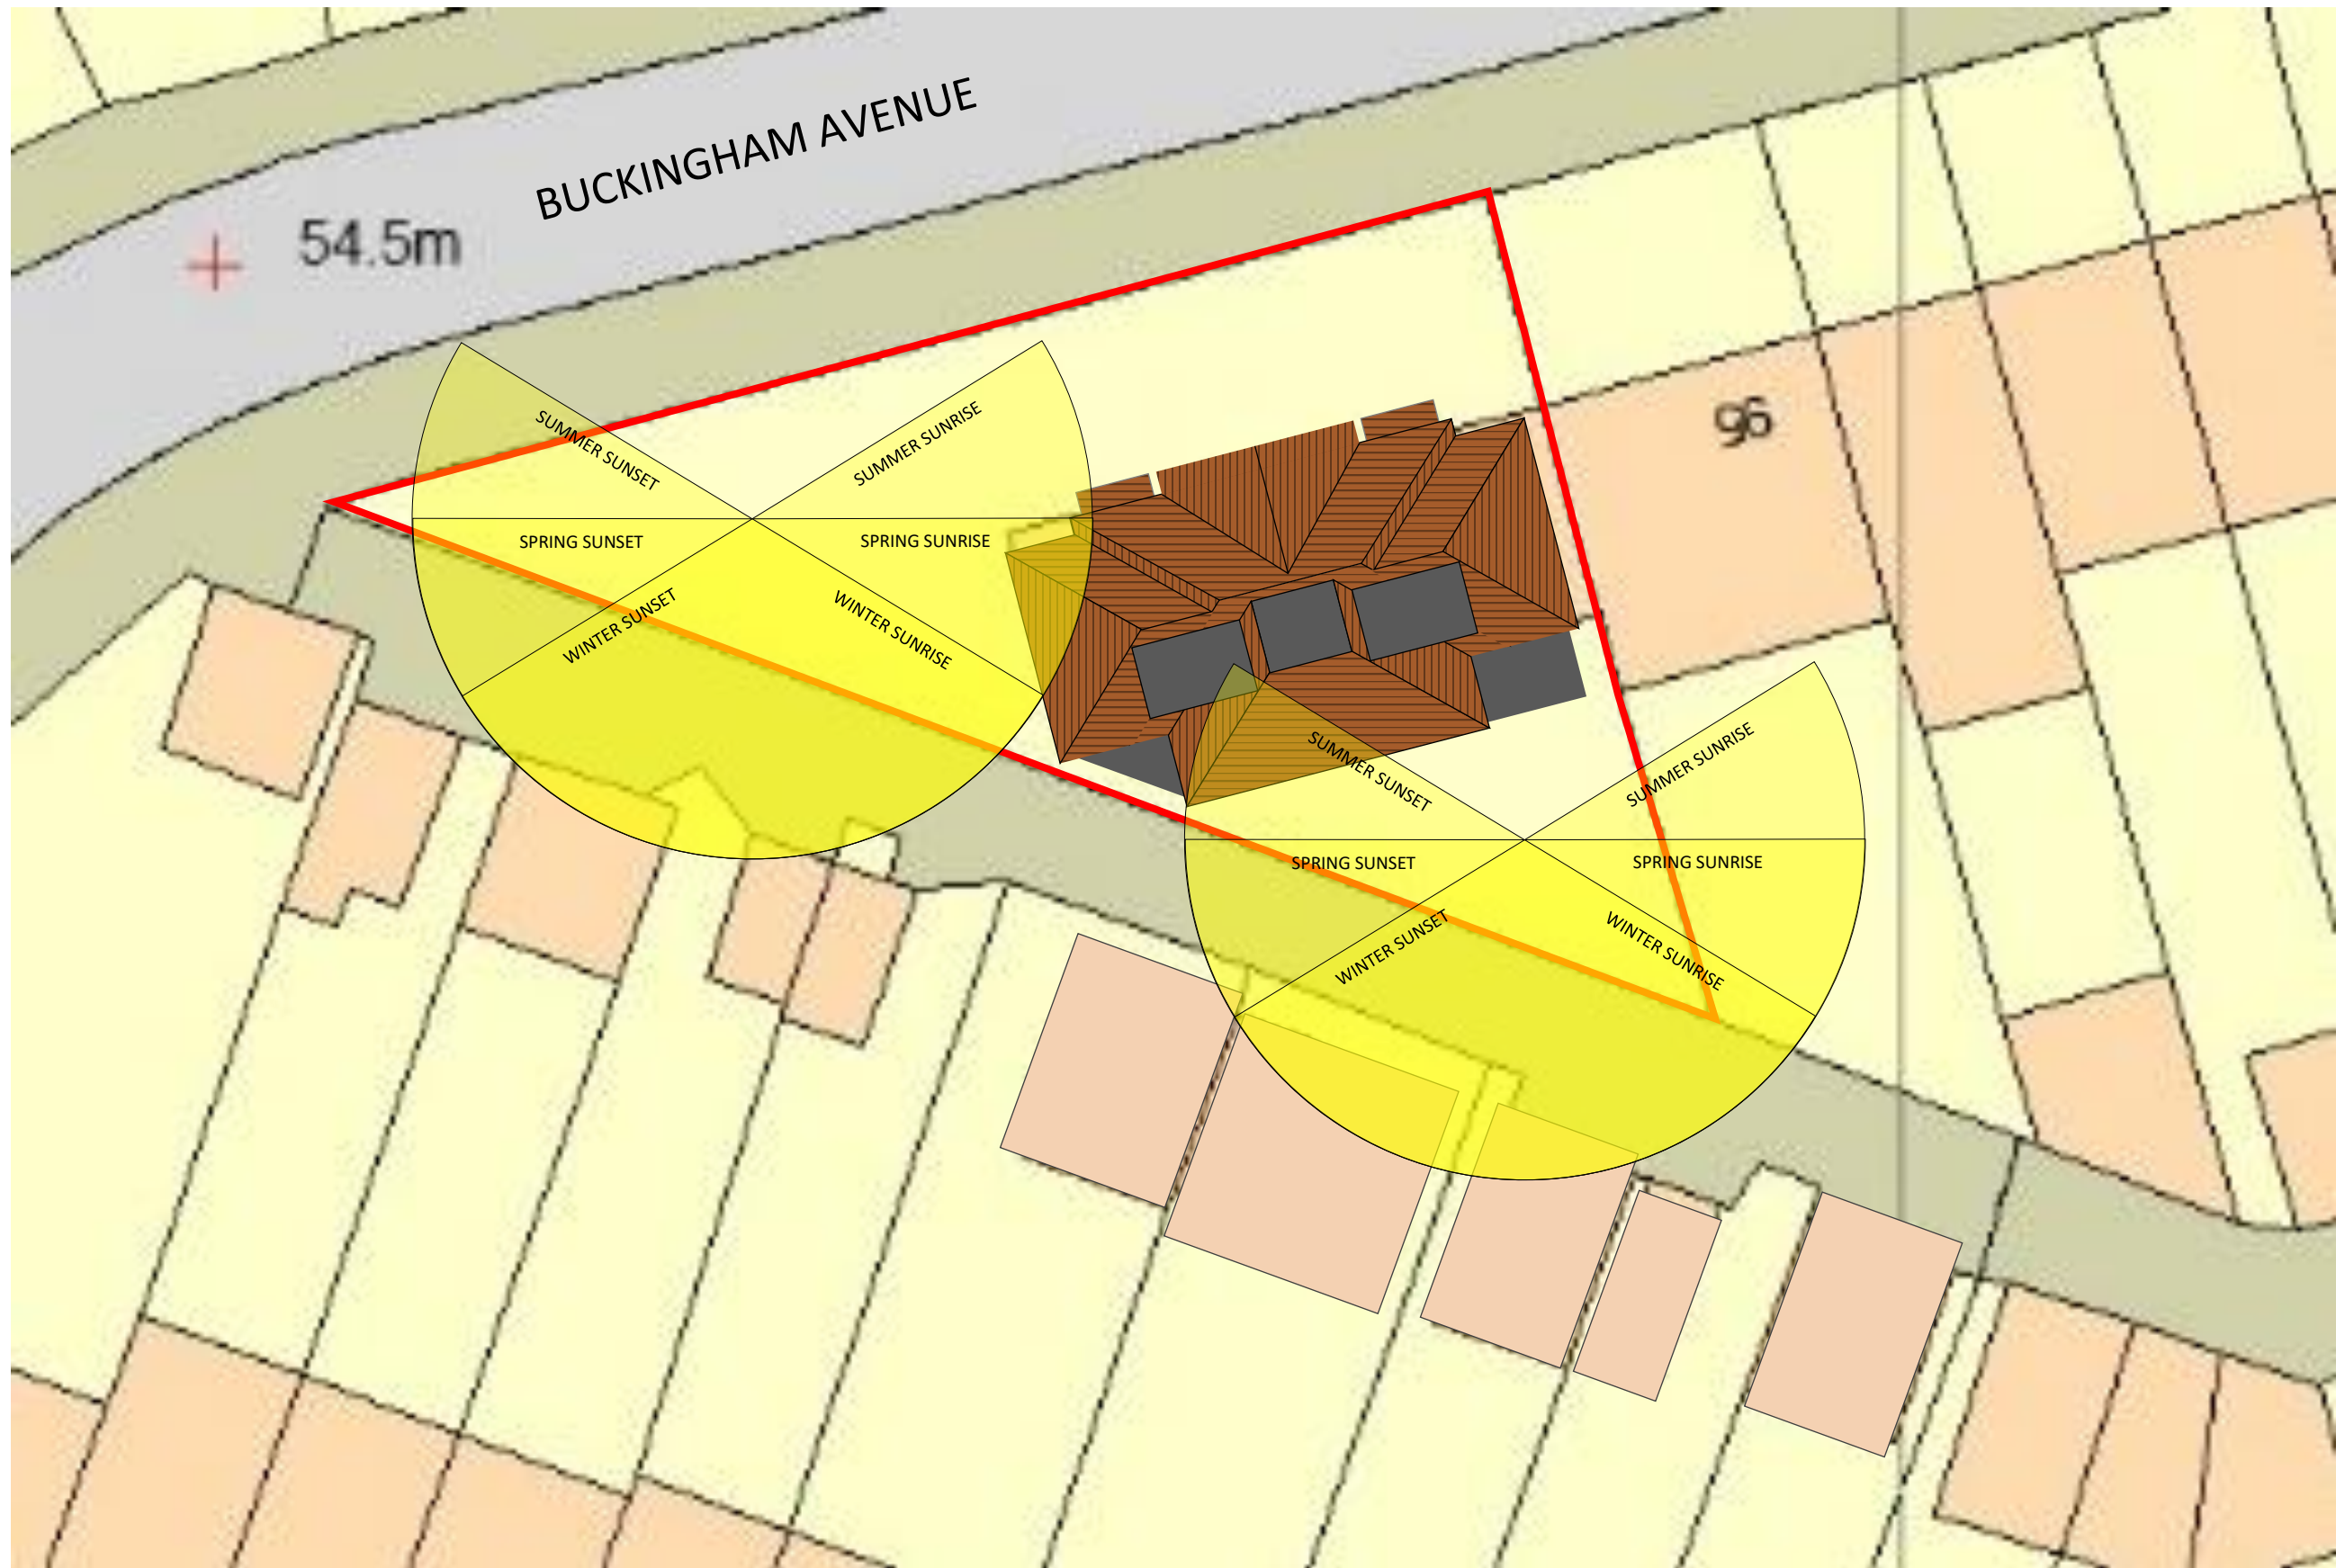 BUCKINGHAM AVENUE
54.5m
96
SUMMER SUNSET
SUMMER SUNRISE
SPRING SUNSET
SPRING SUNRISE
WINTER SUNSET
WINTER SUNRISE
SUMMER SUNSET
SUMMER SUNRISE
SPRING SUNSET
SPRING SUNRISE
WINTER SUNSET
WINTER SUNRISE